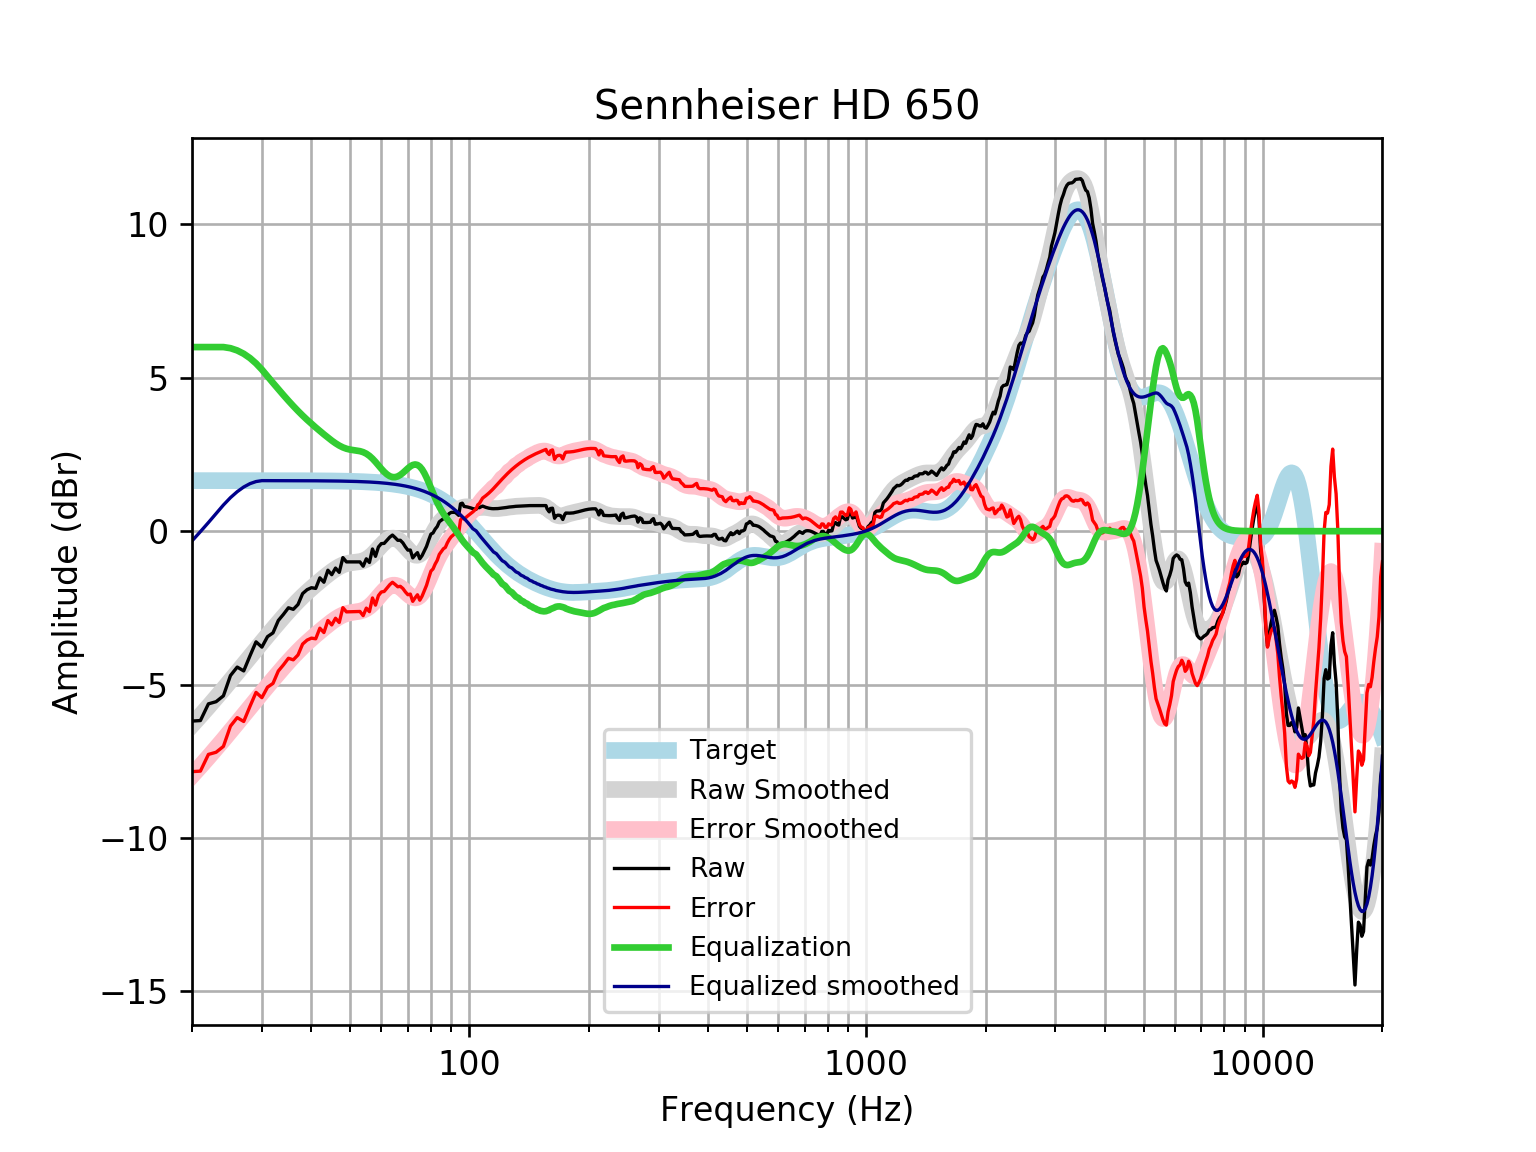 Sennheiser HD 650
Amplitude (dBr)
10
5
0
−5
−10
−15
Target
Raw Smoothed
Error Smoothed
Raw
Error
Equalization
Equalized smoothed
100
1000
10000
Frequency (Hz)